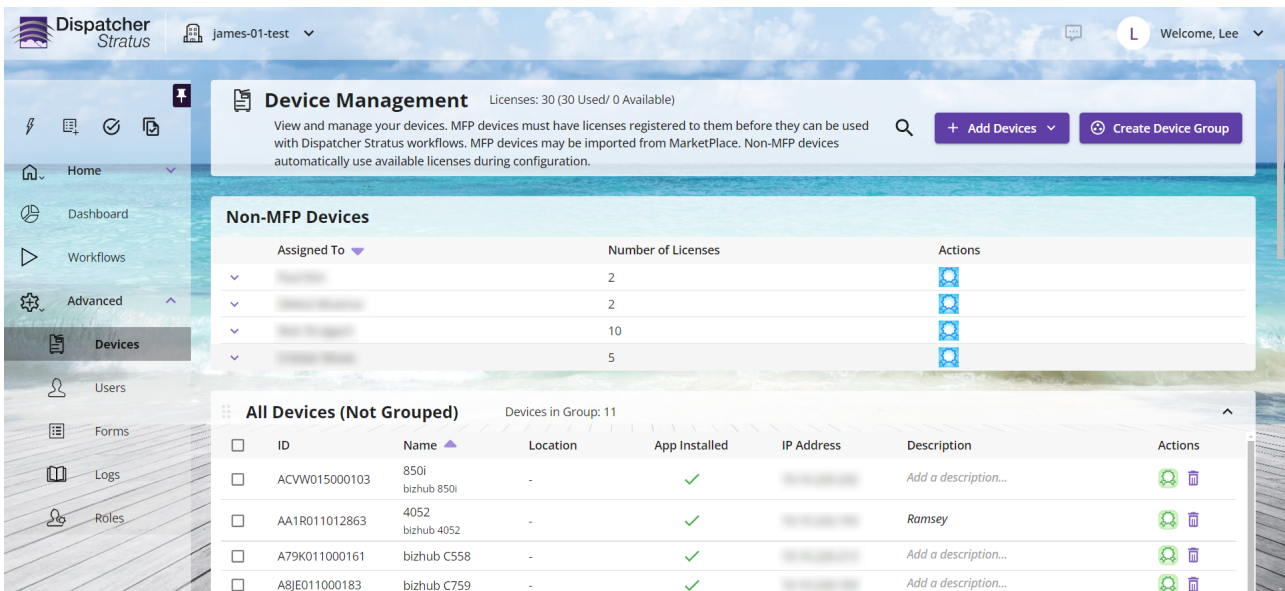 Dispatcher
Stratus
james-01-test
L
Welcome, Lee
Device Management
Licenses: 30 (30 Used/ 0 Available)
View and manage your devices. MFP devices must have licenses registered to them before they can be used
with Dispatcher Stratus workflows. MFP devices may be imported from MarketPlace. Non-MFP devices
automatically use available licenses during configuration.
+ Add Devices
Create Device Group
Home
Dashboard
Workflows
Advanced
Devices
Users
Forms
Logs
Roles
Non-MFP Devices
Assigned To Number of Licenses Actions
2
2
10
5
All Devices (Not Grouped) Devices in Group: 11
ID Name Location App Installed IP Address Description Actions
ACVW015000103 850i - Add a description...
bizhub 850i
AA1R011012863 4052 - Ramsey
bizhub 4052
A79K011000161 bizhub C558 - Add a description...
A8JE011000183 bizhub C759 - Add a description...